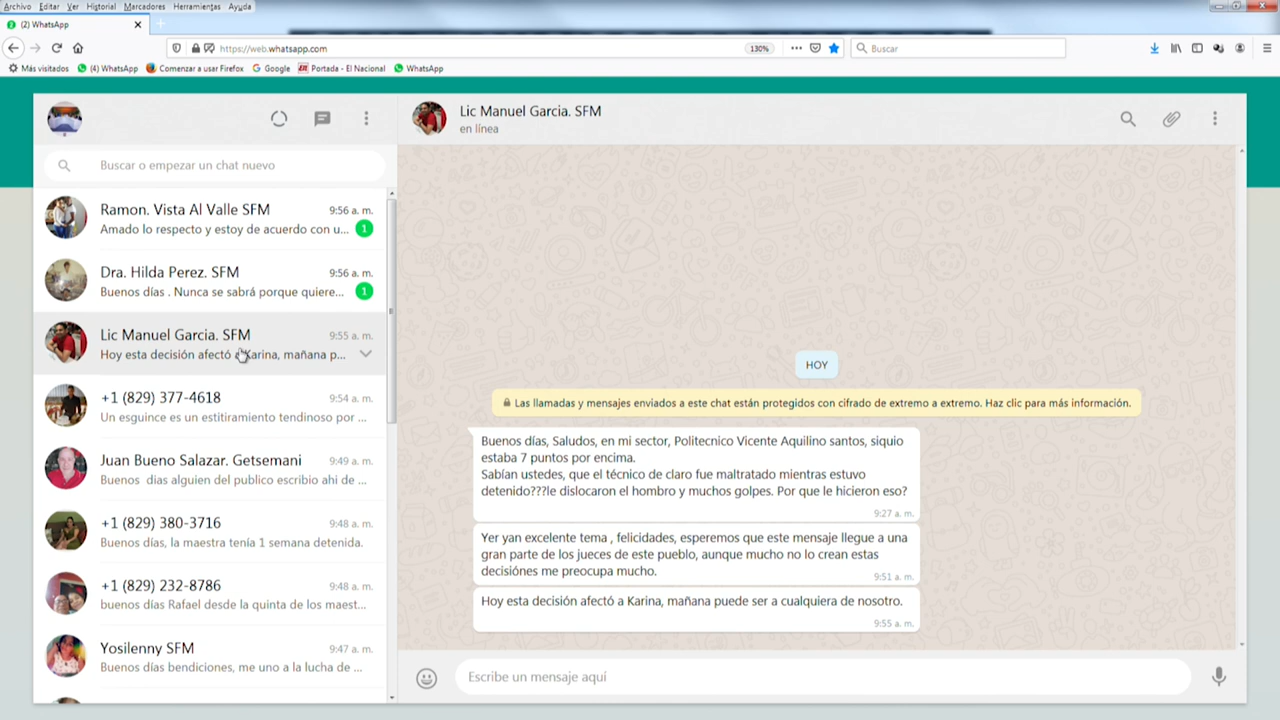 Archivo Editar Ver Historial Marcadores Herramientas Ayuda
(2) WhatsApp
https://web.whatsapp.com
130%
Buscar
Más visitados (4) WhatsApp Comenzar a usar Firefox Google Portada - El Nacional WhatsApp
Buscar o empezar un chat nuevo
Ramon. Vista Al Valle SFM 9:56 a. m.
Amado lo respecto y estoy de acuerdo con u... 1
Dra. Hilda Perez. SFM 9:56 a. m.
Buenos días . Nunca se sabrá porque quiere... 1
Lic Manuel Garcia. SFM 9:55 a. m.
Hoy esta decisión afectó a Karina, mañana p...
+1 (829) 377-4618 9:54 a. m.
Un esguince es un estitiramiento tendinoso por ...
Juan Bueno Salazar. Getsemani 9:49 a. m.
Buenos dias alguien del publico escribio ahi de ...
+1 (829) 380-3716 9:48 a. m.
Buenos días, la maestra tenía 1 semana detenida.
+1 (829) 232-8786 9:48 a. m.
buenos días Rafael desde la quinta de los maest...
Yosilenny SFM 9:47 a. m.
Buenos días bendiciones, me uno a la lucha de ...
Lic Manuel Garcia. SFM
en línea
HOY
Las llamadas y mensajes enviados a este chat están protegidos con cifrado de extremo a extremo. Haz clic para más información.
Buenos días, Saludos, en mi sector, Politecnico Vicente Aquilino santos, siquio
estaba 7 puntos por encima.
Sabían ustedes, que el técnico de claro fue maltratado mientras estuvo
detenido???le dislocaron el hombro y muchos golpes. Por que le hicieron eso?
9:27 a. m.
Yer yan excelente tema , felicidades, esperemos que este mensaje llegue a una
gran parte de los jueces de este pueblo, aunque mucho no lo crean estas
decisiónes me preocupa mucho.
9:51 a. m.
Hoy esta decisión afectó a Karina, mañana puede ser a cualquiera de nosotro.
9:55 a. m.
Escribe un mensaje aquí